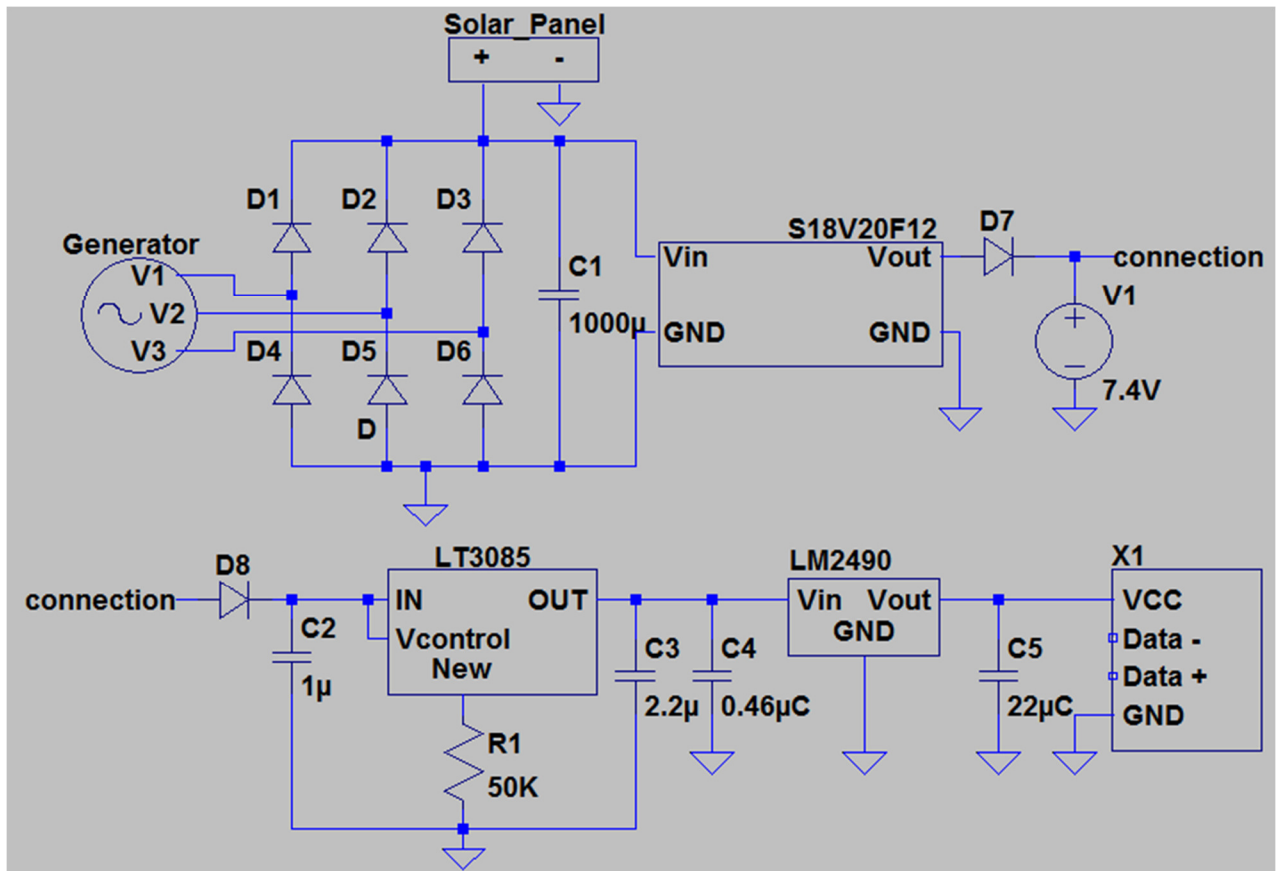 Solar_Panel
+ -
D1 D2 D3
Generator
V1
V2
V3
C1
1000µ
S18V20F12
Vin Vout
GND GND
D7
connection
V1
+
-
7.4V
D4 D5 D6
D
connection
D8
C2
1µ
LT3085
IN OUT
Vcontrol
New
R1
50K
C3
2.2µ
C4
0.46µC
LM2490
Vin Vout
GND
C5
22µC
X1
VCC
Data -
Data +
GND